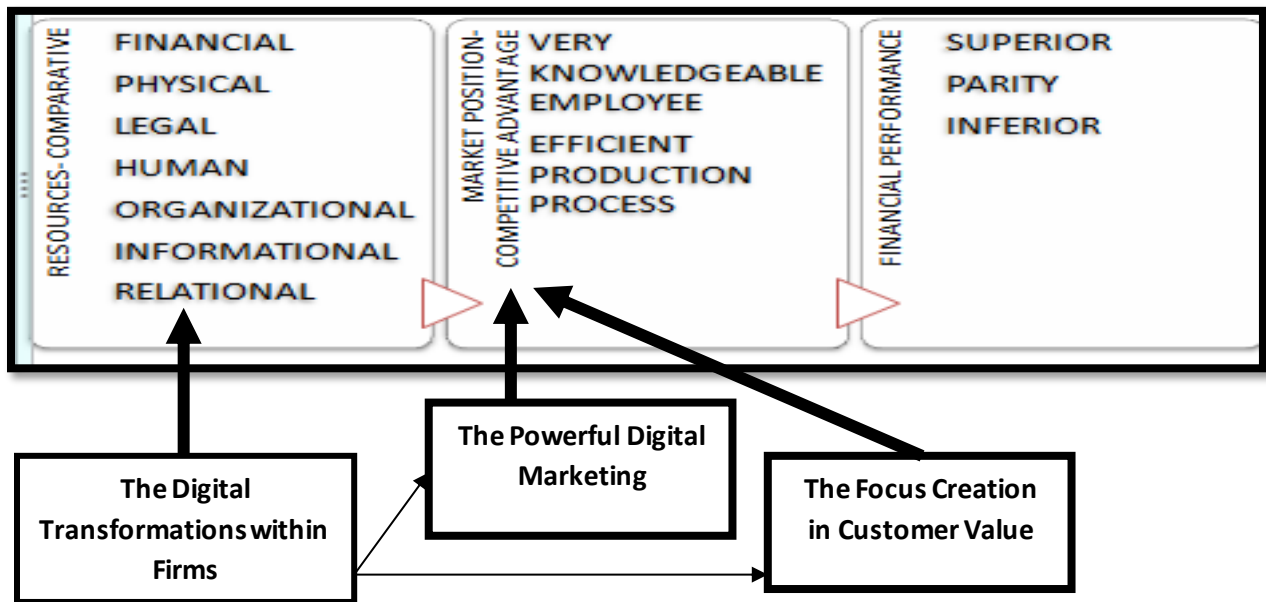 RESOURCES- COMPARATIVE
FINANCIAL
PHYSICAL
LEGAL
HUMAN
ORGANIZATIONAL
INFORMATIONAL
RELATIONAL
MARKET POSITION-
COMPETITIVE ADVANTAGE
VERY
KNOWLEDGEABLE
EMPLOYEE
EFFICIENT
PRODUCTION
PROCESS
FINANCIAL PERFORMANCE
SUPERIOR
PARITY
INFERIOR
The Digital
Transformations within
Firms
The Powerful Digital
Marketing
The Focus Creation
in Customer Value